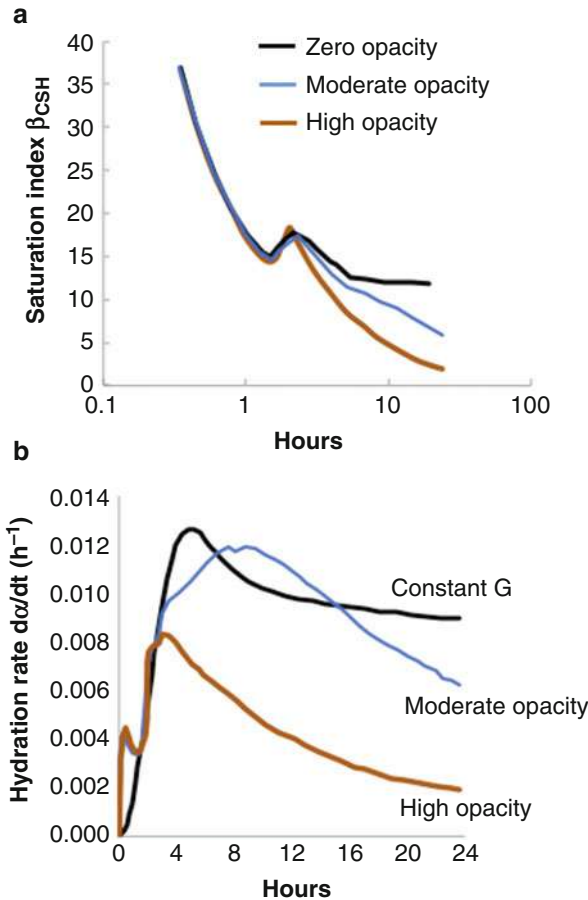 a
40
35
30
25
20
15
10
5
0
Saturation index βCSH
Zero opacity
Moderate opacity
High opacity
0.1
1
10
100
Hours
b
0.014
0.012
0.010
0.008
0.006
0.004
0.002
0.000
Hydration rate dα/dt (h⁻¹)
Constant G
Moderate opacity
High opacity
0
4
8
12
16
20
24
Hours